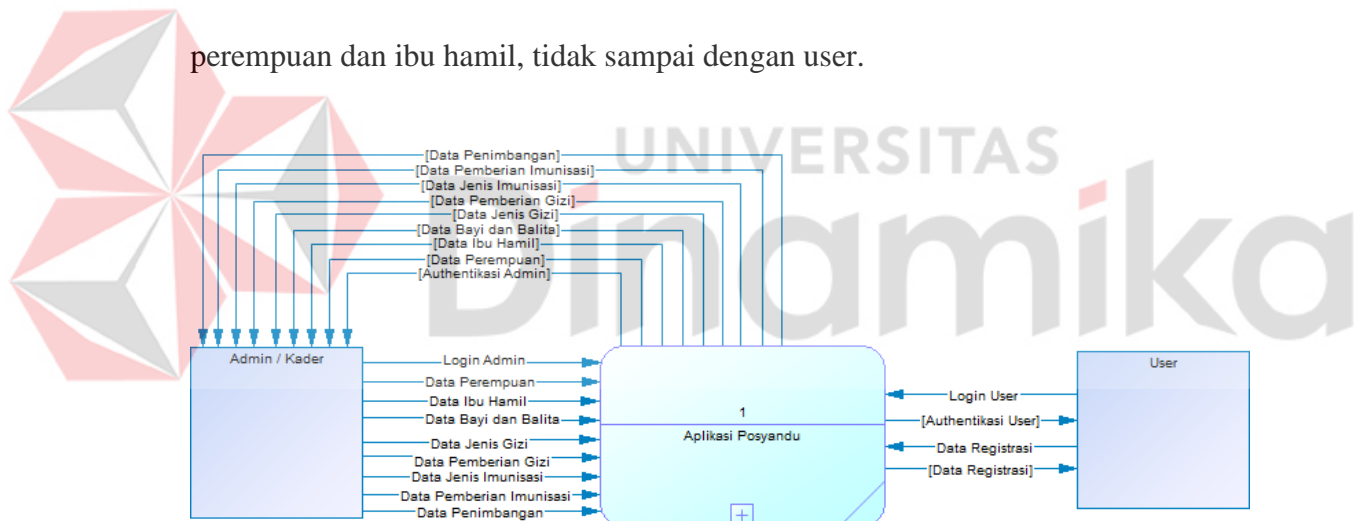 perempuan dan ibu hamil, tidak sampai dengan user.
UNIVERSITAS
Dinamika
[Data Penimbangan]
[Data Pemberian Imunisasi]
[Data Jenis Imunisasi]
[Data Pemberian Gizi]
[Data Jenis Gizi]
[Data Bayi dan Balita]
[Data Ibu Hamil]
[Data Perempuan]
[Authentikasi Admin]
Admin / Kader
Login Admin
Data Perempuan
Data Ibu Hamil
Data Bayi dan Balita
Data Jenis Gizi
Data Pemberian Gizi
Data Jenis Imunisasi
Data Pemberian Imunisasi
Data Penimbangan
1
Aplikasi Posyandu
User
Login User
[Authentikasi User]
Data Registrasi
[Data Registrasi]